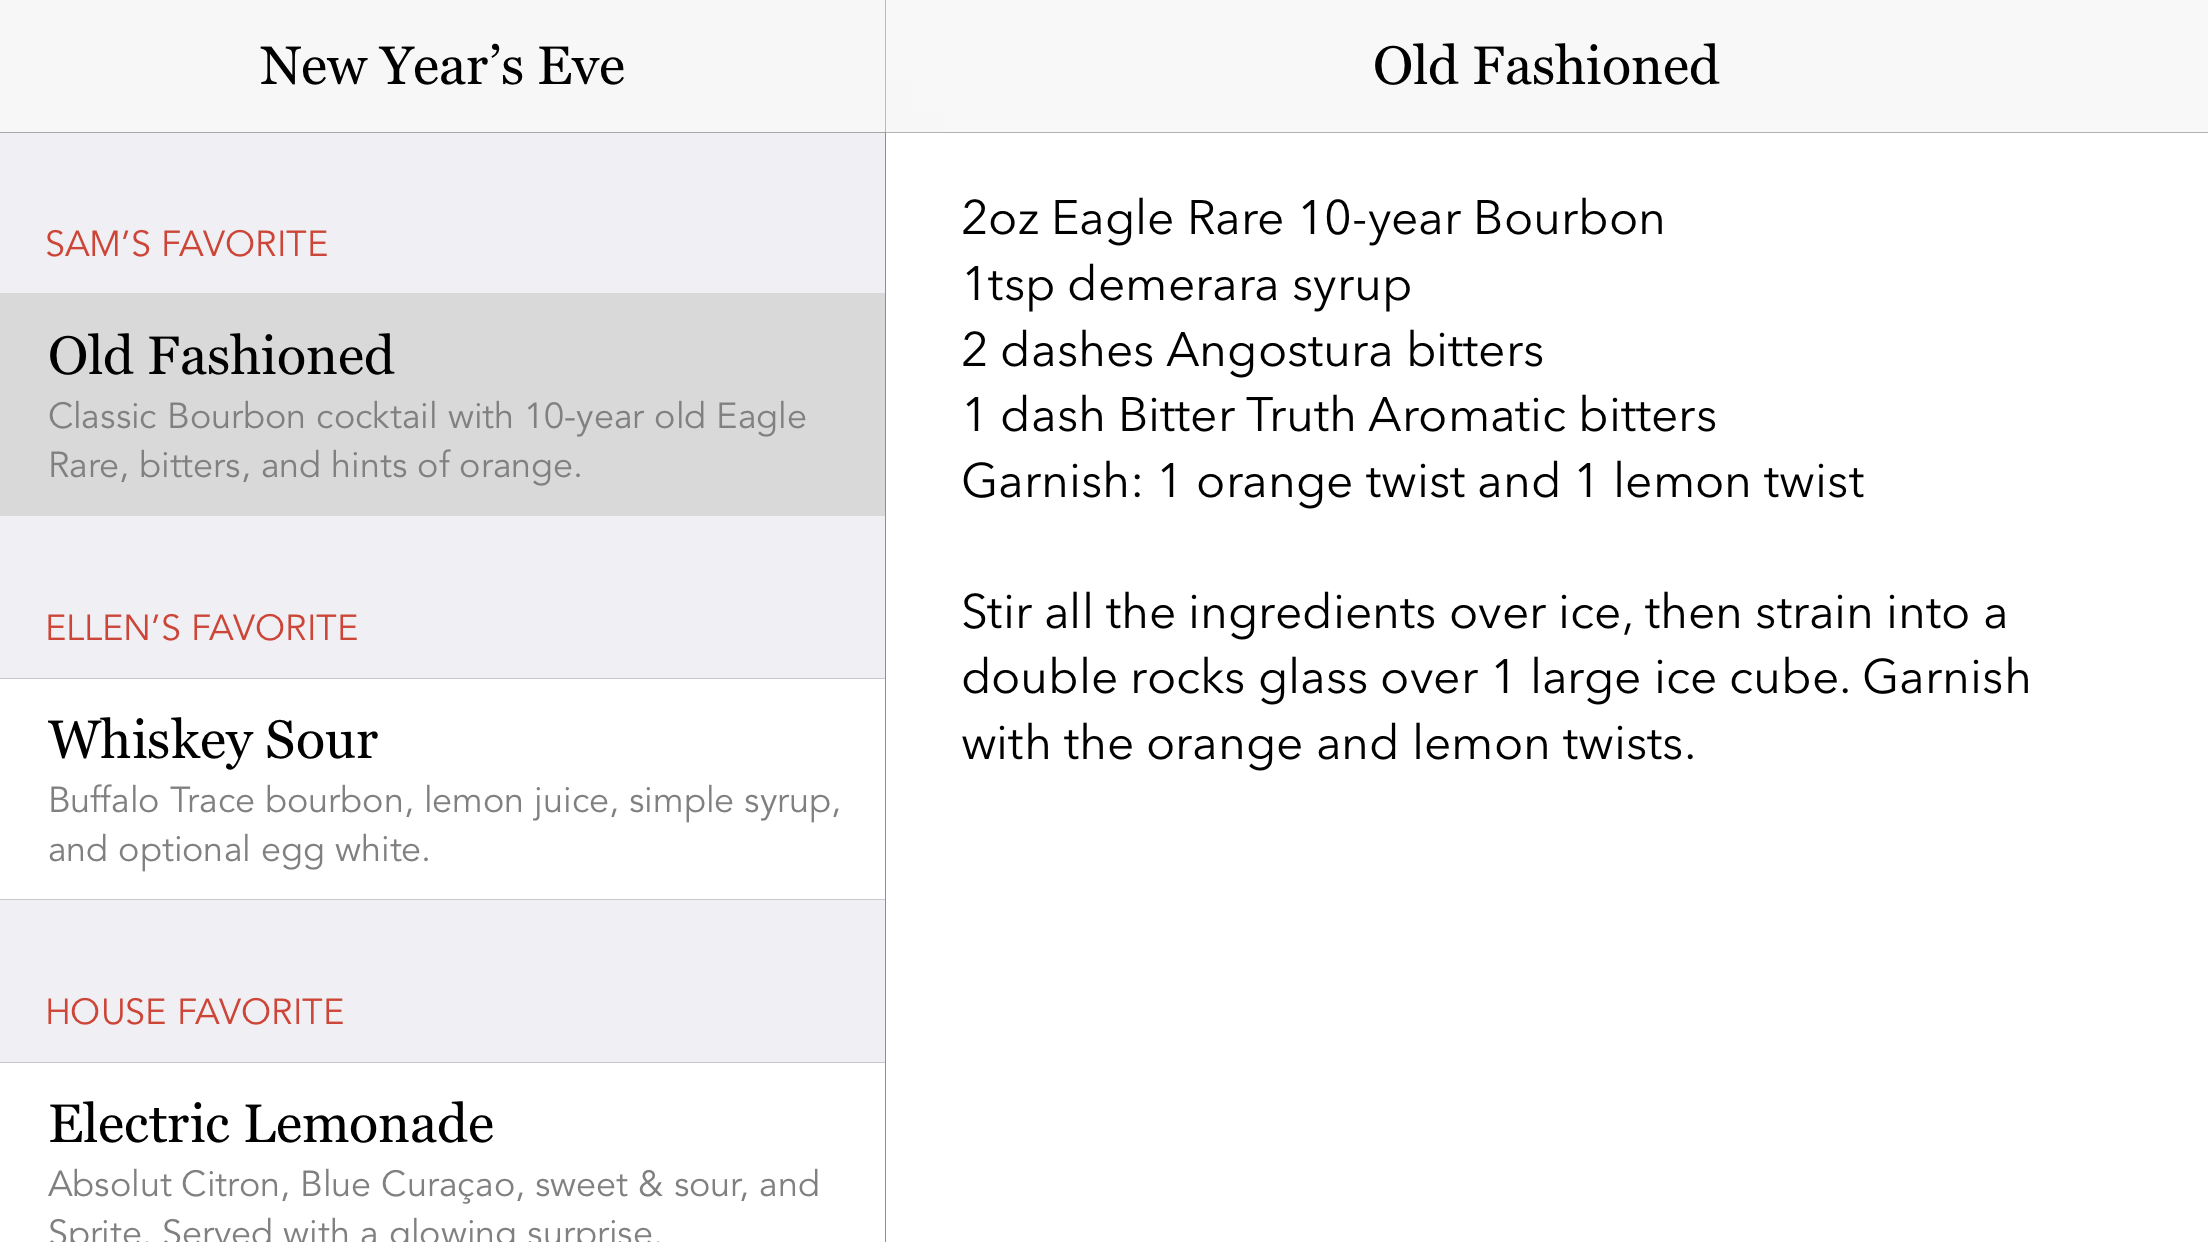 New Year’s Eve
SAM’S FAVORITE
Old Fashioned
Classic Bourbon cocktail with 10-year old Eagle
Rare, bitters, and hints of orange.
ELLEN’S FAVORITE
Whiskey Sour
Buffalo Trace bourbon, lemon juice, simple syrup,
and optional egg white.
HOUSE FAVORITE
Electric Lemonade
Absolut Citron, Blue Curaçao, sweet & sour, and
Sprite. Served with a glowing surprise.
Old Fashioned
2oz Eagle Rare 10-year Bourbon
1tsp demerara syrup
2 dashes Angostura bitters
1 dash Bitter Truth Aromatic bitters
Garnish: 1 orange twist and 1 lemon twist
Stir all the ingredients over ice, then strain into a
double rocks glass over 1 large ice cube. Garnish
with the orange and lemon twists.